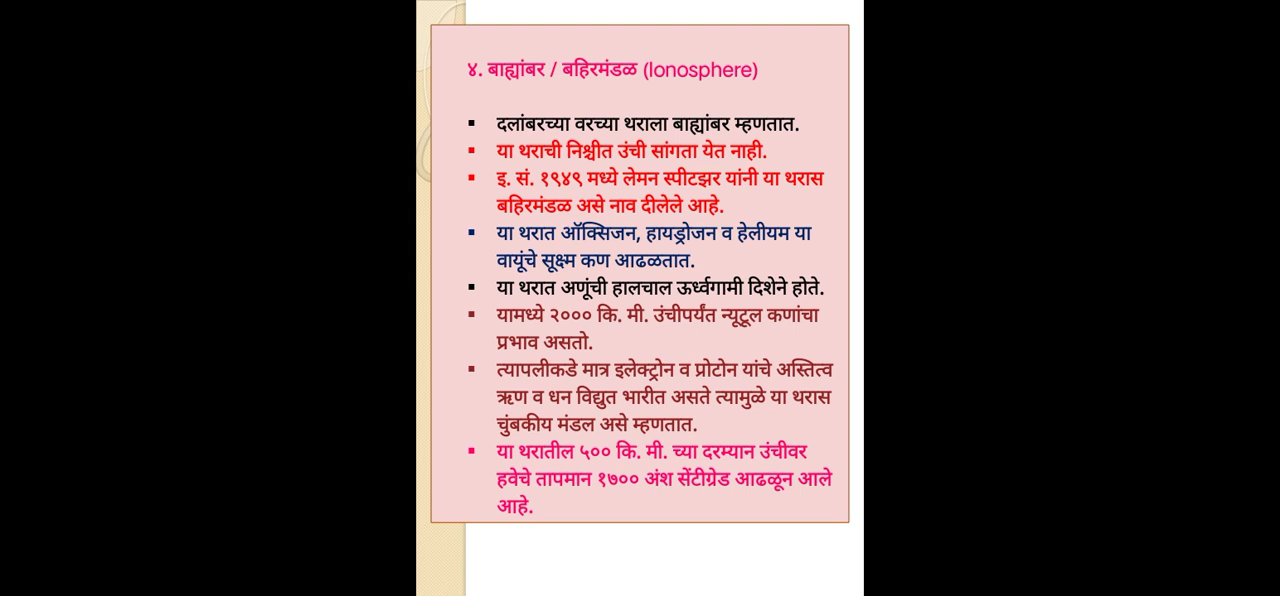 ४. बाह्यांबर / बहिरमंडळ (Ionosphere)
▪ दलांबरच्या वरच्या थराला बाह्यांबर म्हणतात.
▪ या थराची निश्चीत उंची सांगता येत नाही.
▪ इ. सं. १९४९ मध्ये लेमन स्पीटझर यांनी या थरास
बहिरमंडळ असे नाव दीलेले आहे.
▪ या थरात ऑक्सिजन, हायड्रोजन व हेलीयम या
वायूंचे सूक्ष्म कण आढळतात.
▪ या थरात अणूंची हालचाल ऊर्ध्वगामी दिशेने होते.
▪ यामध्ये २००० कि. मी. उंचीपर्यंत न्यूटूल कणांचा
प्रभाव असतो.
▪ त्यापलीकडे मात्र इलेक्ट्रोन व प्रोटोन यांचे अस्तित्व
ऋण व धन विद्युत भारीत असते त्यामुळे या थरास
चुंबकीय मंडल असे म्हणतात.
▪ या थरातील ५०० कि. मी. च्या दरम्यान उंचीवर
हवेचे तापमान १७०० अंश सेंटीग्रेड आढळून आले
आहे.